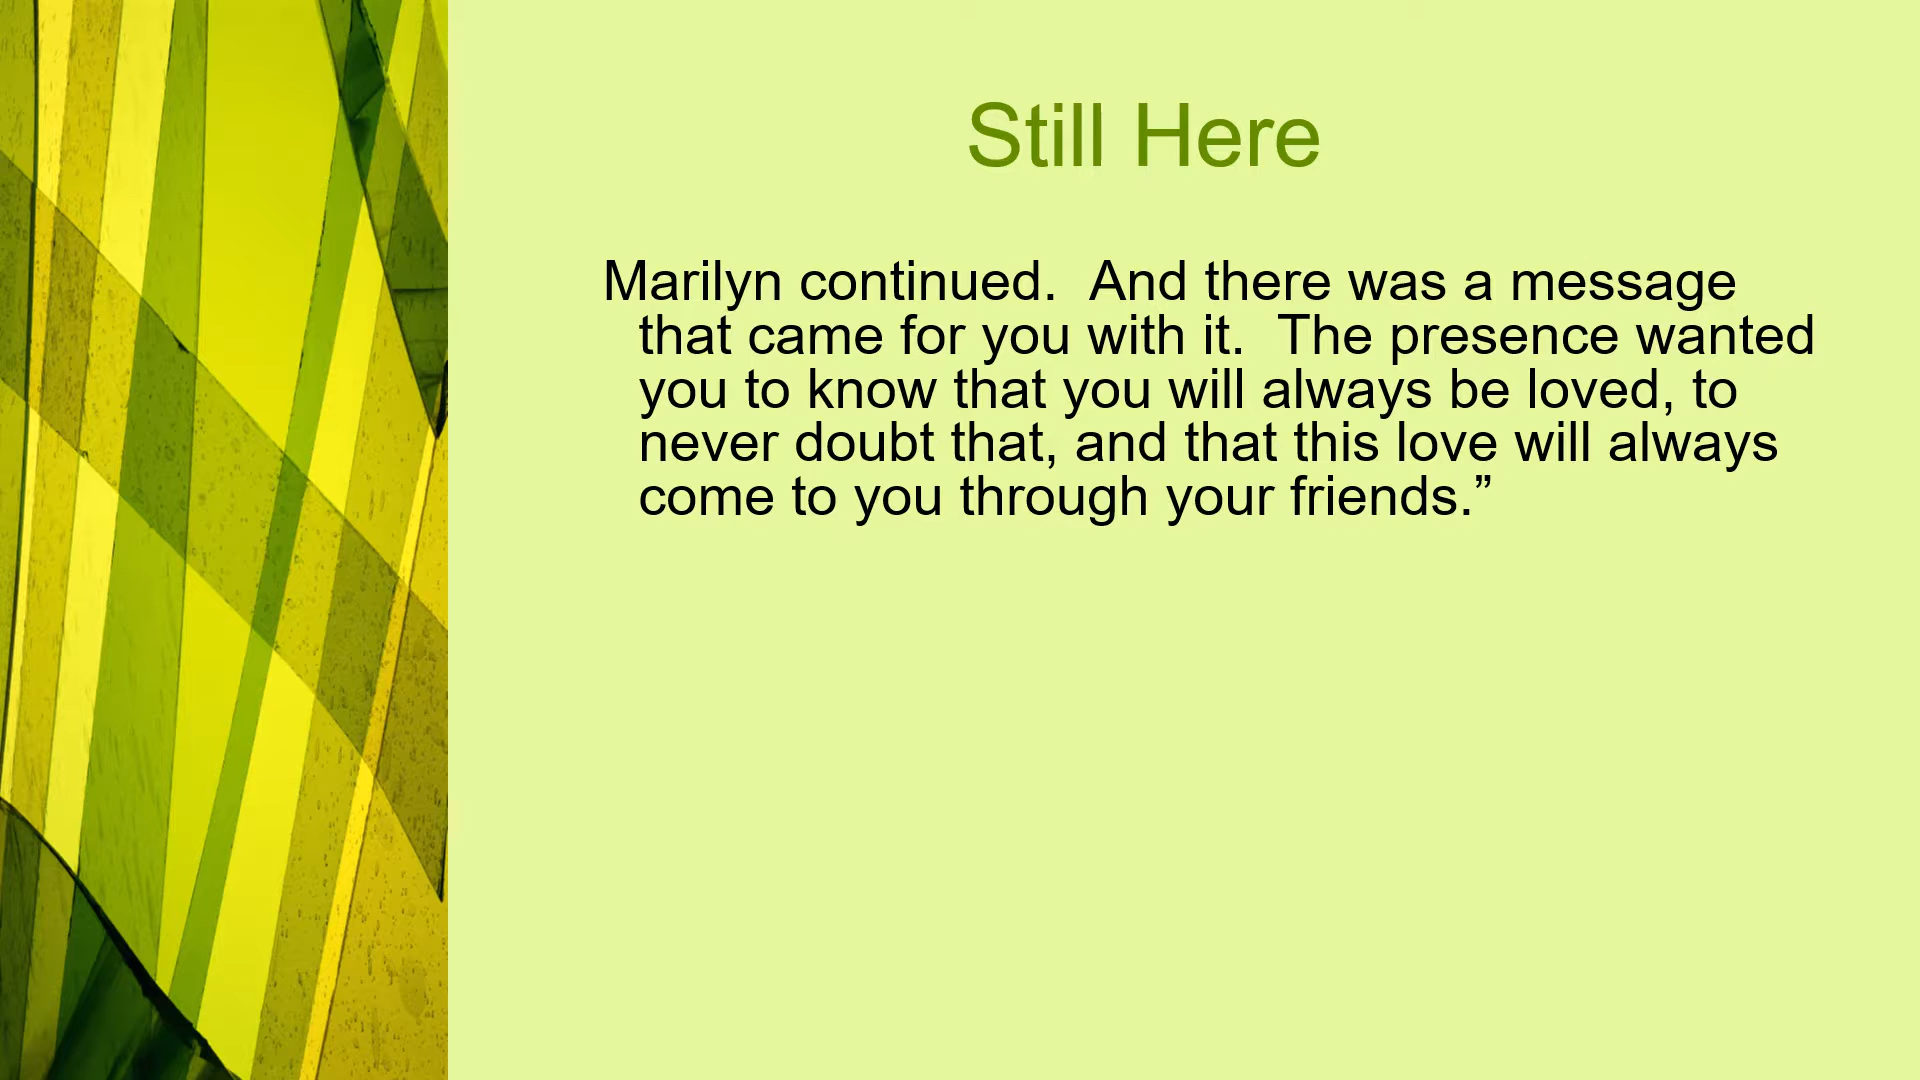 Still Here
Marilyn continued.  And there was a message
that came for you with it.  The presence wanted
you to know that you will always be loved, to
never doubt that, and that this love will always
come to you through your friends.”